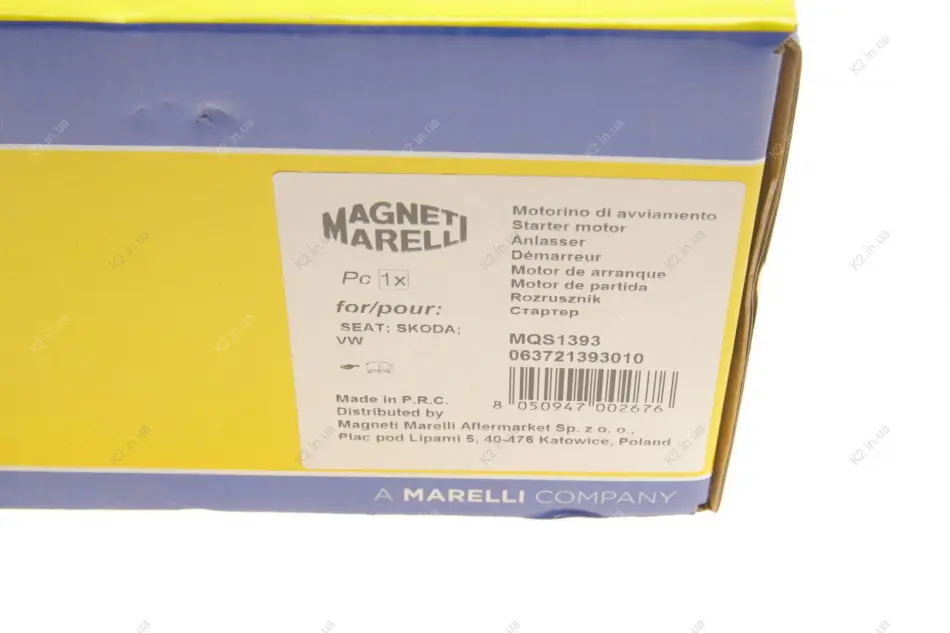 MAGNETI
MARELLI
Pc 1x
for/pour:
SEAT; SKODA;
VW
Motorino di avviamento
Starter motor
Anlasser
Démarreur
Motor de arranque
Motor de partida
Rozrusznik
Стартер
MQS1393
063721393010
8 050947 002676
Made in P.R.C.
Distributed by
Magneti Marelli Aftermarket Sp. z o. o.,
Plac pod Lipami 5, 40-476 Katowice, Poland
A MARELLI COMPANY
K2.in.ua